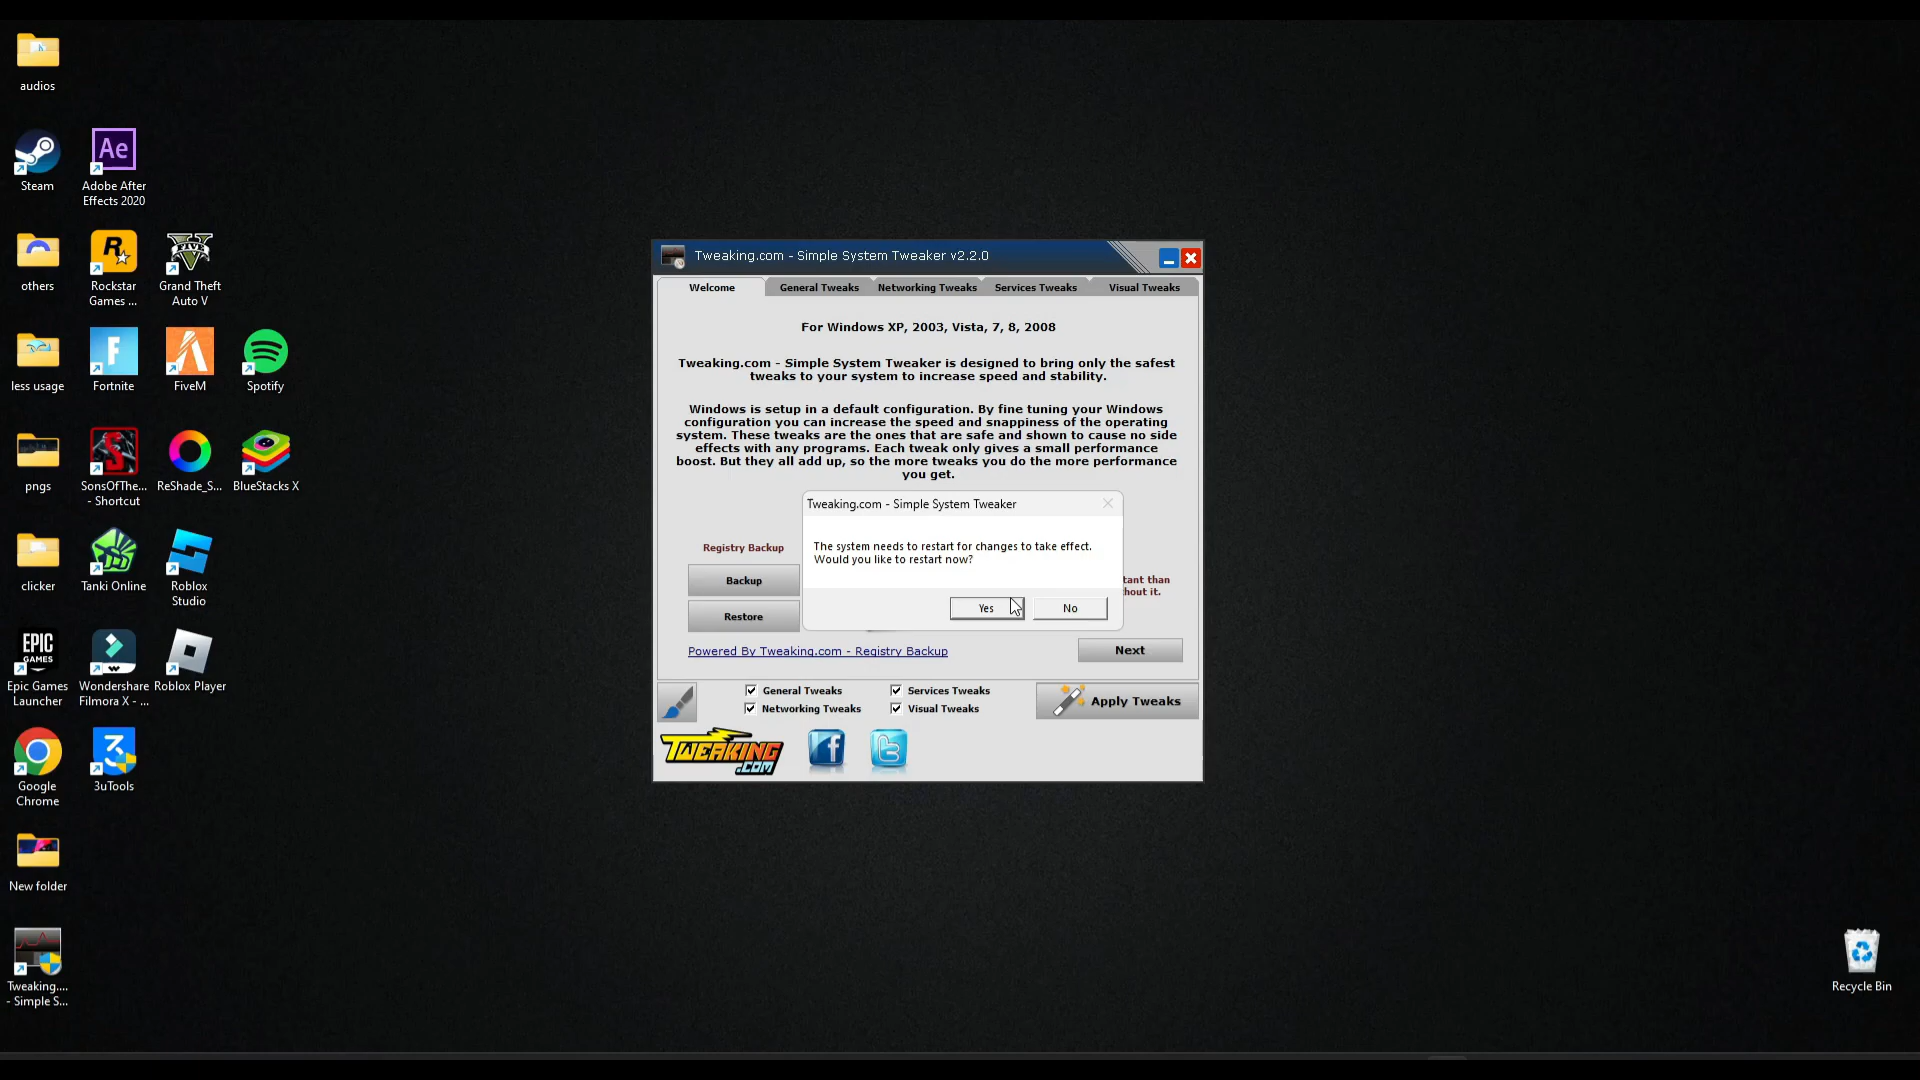 audios
Steam
Adobe After
Effects 2020
others
Rockstar
Games ...
Grand Theft
Auto V
less usage
Fortnite
FiveM
Spotify
pngs
SonsOfThe...
- Shortcut
ReShade_S...
BlueStacks X
clicker
Tanki Online
Roblox
Studio
Epic Games
Launcher
Wondershare
Filmora X - ...
Roblox Player
Google
Chrome
3uTools
New folder
Tweaking....
- Simple S...
Recycle Bin
Ae
EPIC
GAMES
Tweaking.com - Simple System Tweaker v2.2.0
Welcome
General Tweaks
Networking Tweaks
Services Tweaks
Visual Tweaks
For Windows XP, 2003, Vista, 7, 8, 2008
Tweaking.com - Simple System Tweaker is designed to bring only the safest
tweaks to your system to increase speed and stability.
Windows is setup in a default configuration. By fine tuning your Windows
configuration you can increase the speed and snappiness of the operating
system. These tweaks are the ones that are safe and shown to cause no side
effects with any programs. Each tweak only gives a small performance
boost. But they all add up, so the more tweaks you do the more performance
you get.
Tweaking.com - Simple System Tweaker
The system needs to restart for changes to take effect.
Would you like to restart now?
Yes
No
Registry Backup
Backup
Restore
tant than
hout it.
Powered By Tweaking.com - Registry Backup
Next
General Tweaks
Services Tweaks
Networking Tweaks
Visual Tweaks
Apply Tweaks
TWEAKING
.COM